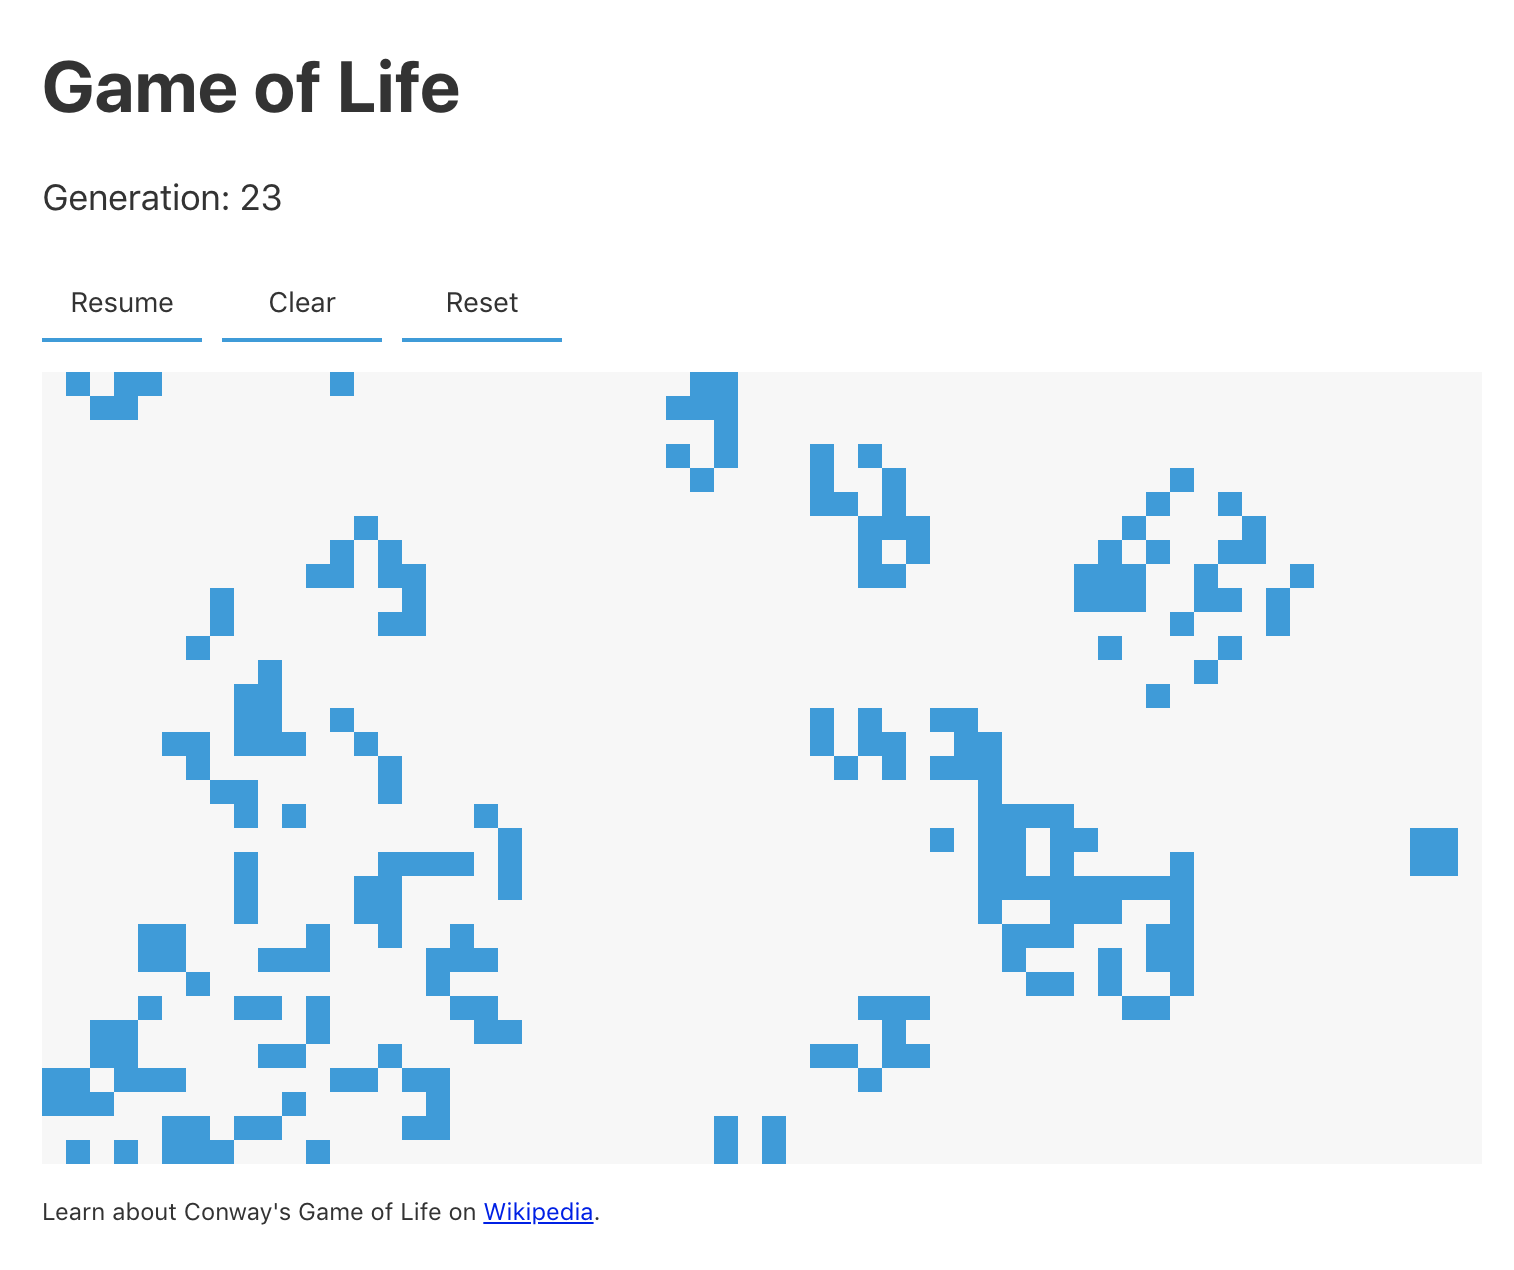 Game of Life
Generation: 23
Resume Clear Reset
Learn about Conway's Game of Life on Wikipedia.